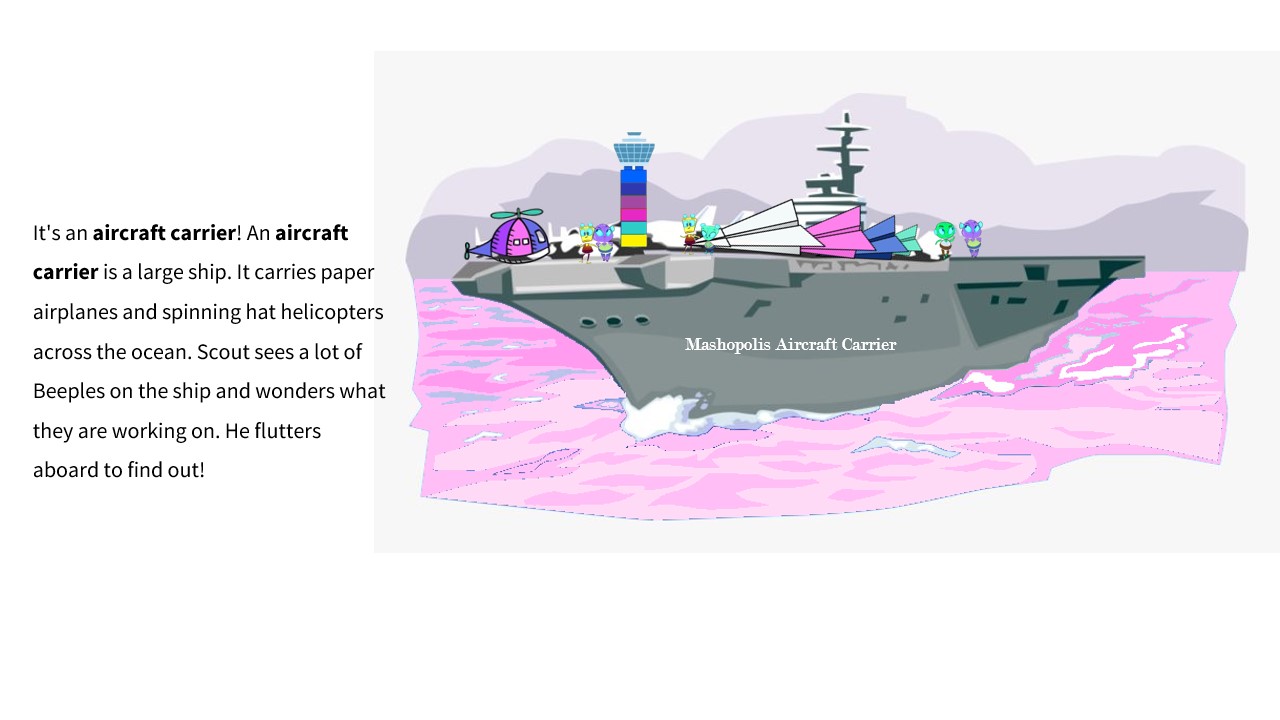 It's an aircraft carrier! An aircraft
carrier is a large ship. It carries paper
airplanes and spinning hat helicopters
across the ocean. Scout sees a lot of
Beeples on the ship and wonders what
they are working on. He flutters
aboard to find out!
Mashopolis Aircraft Carrier